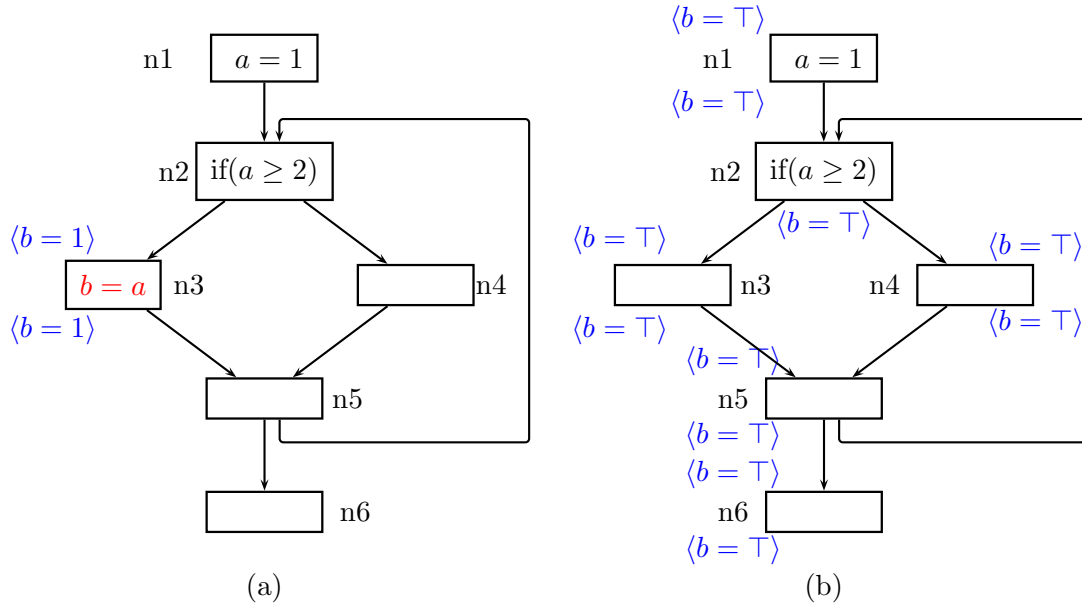 n1
a = 1
n2
if(a ≥ 2)
⟨b = 1⟩
b = a
n3
n4
⟨b = 1⟩
n5
n6
(a)
⟨b = ⊤⟩
n1
a = 1
⟨b = ⊤⟩
n2
if(a ≥ 2)
⟨b = ⊤⟩
⟨b = ⊤⟩
⟨b = ⊤⟩
n3
n4
⟨b = ⊤⟩
⟨b = ⊤⟩
⟨b = ⊤⟩
n5
⟨b = ⊤⟩
⟨b = ⊤⟩
n6
⟨b = ⊤⟩
(b)